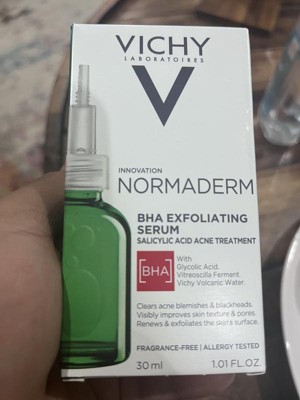 VICHY
LABORATOIRES
INNOVATION
NORMADERM
BHA EXFOLIATING
SERUM
SALICYLIC ACID ACNE TREATMENT
[BHA]
With
Glycolic Acid.
Vitreoscilla Ferment.
Vichy Volcanic Water.
Clears acne blemishes & blackheads.
Visibly improves skin texture & pores.
Renews & exfoliates the skin's surface.
FRAGRANCE-FREE | ALLERGY TESTED
30 ml 1.01 FL.OZ.